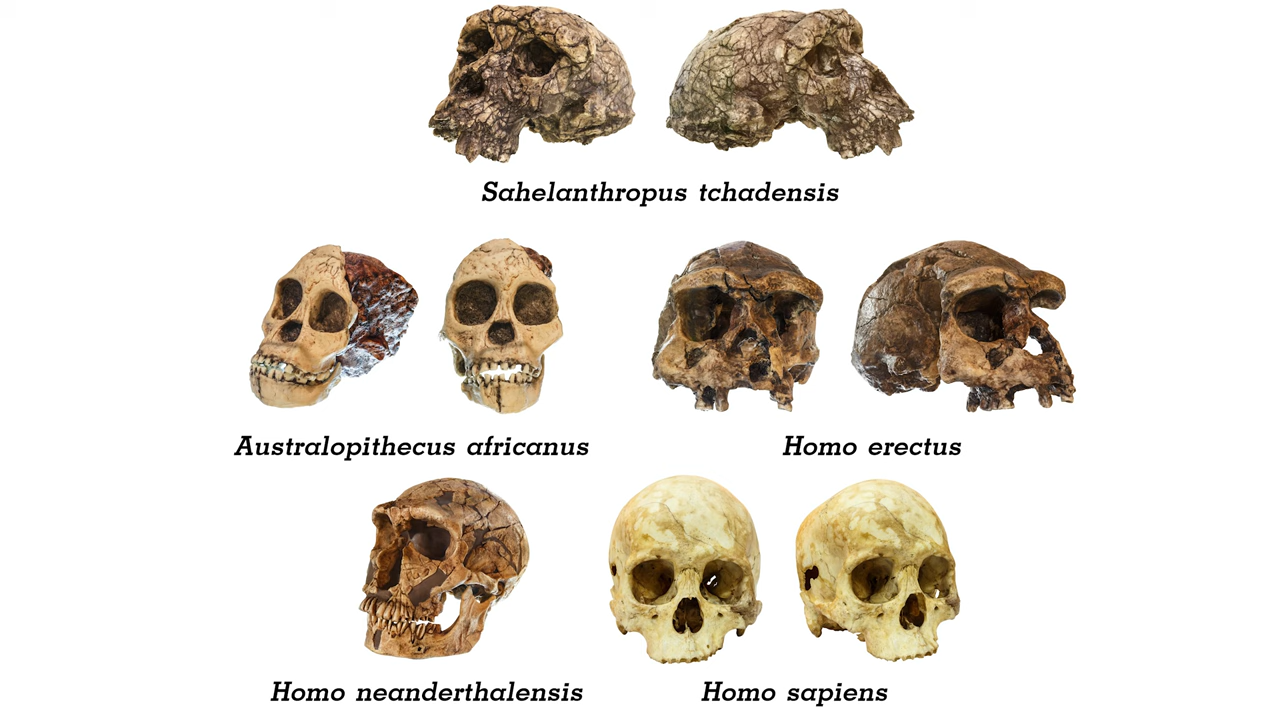 Sahelanthropus tchadensis
Australopithecus africanus
Homo erectus
Homo neanderthalensis
Homo sapiens